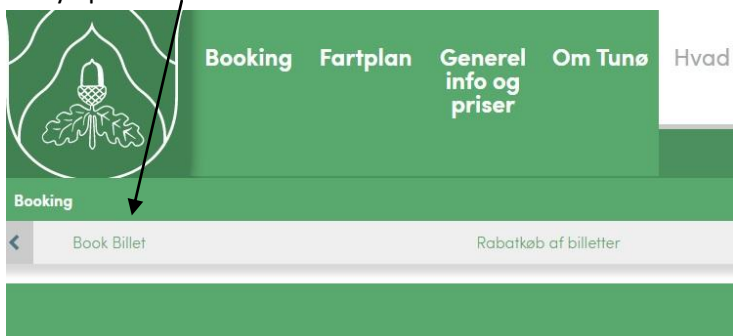 Booking Fartplan Generel Om Tunø Hvad
info og
priser
Booking
Book Billet Rabatkøb af billetter